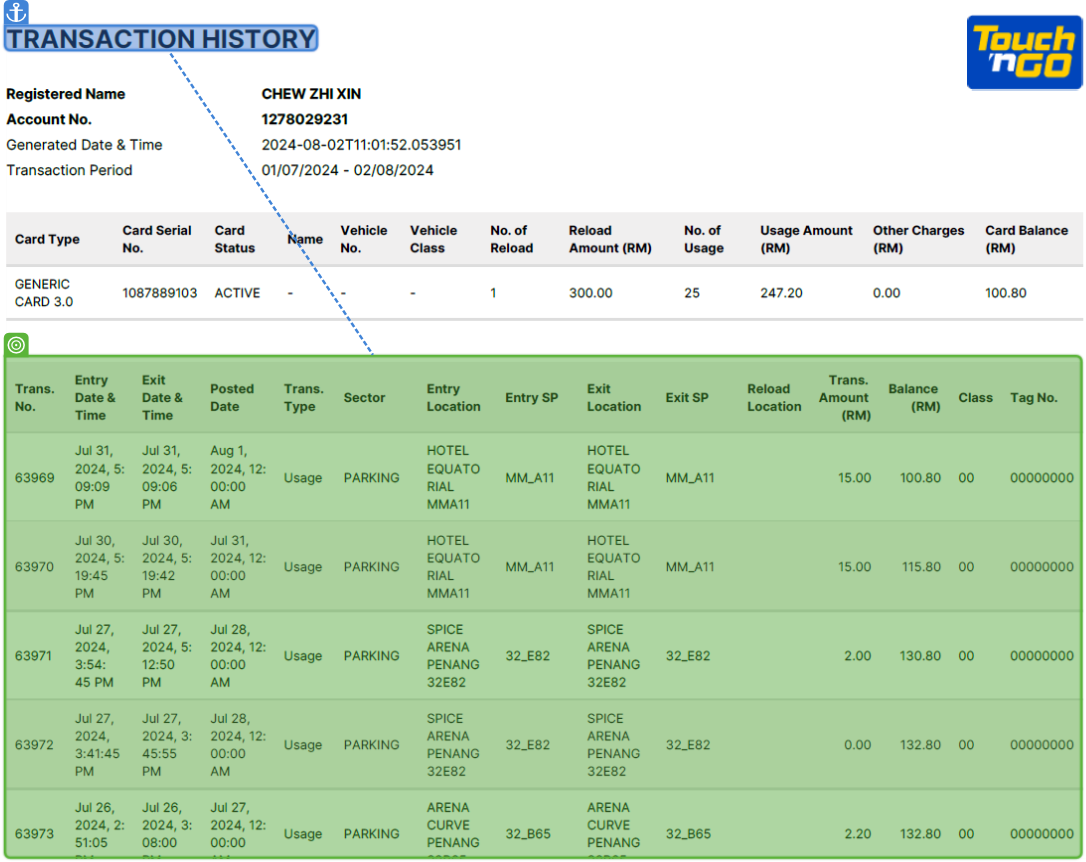 TRANSACTION HISTORY
Touch
'nGO
Registered Name CHEW ZHI XIN
Account No. 1278029231
Generated Date & Time 2024-08-02T11:01:52.053951
Transaction Period 01/07/2024 - 02/08/2024
Card Type Card Serial No. Card Status Name Vehicle No. Vehicle Class No. of Reload Reload Amount (RM) No. of Usage Usage Amount (RM) Other Charges (RM) Card Balance (RM)
GENERIC CARD 3.0 1087889103 ACTIVE - - - 1 300.00 25 247.20 0.00 100.80
Trans. No. Entry Date & Time Exit Date & Time Posted Date Trans. Type Sector Entry Location Entry SP Exit Location Exit SP Reload Location Trans. Amount (RM) Balance (RM) Class Tag No.
63969 Jul 31, 2024, 5:09:09 PM Jul 31, 2024, 5:09:06 PM Aug 1, 2024, 12:00:00 AM Usage PARKING HOTEL EQUATORIAL MMA11 MM_A11 HOTEL EQUATORIAL MMA11 MM_A11 15.00 100.80 00 00000000
63970 Jul 30, 2024, 5:19:45 PM Jul 30, 2024, 5:19:42 PM Jul 31, 2024, 12:00:00 AM Usage PARKING HOTEL EQUATORIAL MMA11 MM_A11 HOTEL EQUATORIAL MMA11 MM_A11 15.00 115.80 00 00000000
63971 Jul 27, 2024, 3:54:45 PM Jul 27, 2024, 5:12:50 PM Jul 28, 2024, 12:00:00 AM Usage PARKING SPICE ARENA PENANG 32E82 32_E82 SPICE ARENA PENANG 32E82 32_E82 2.00 130.80 00 00000000
63972 Jul 27, 2024, 3:41:45 PM Jul 27, 2024, 3:45:55 PM Jul 28, 2024, 12:00:00 AM Usage PARKING SPICE ARENA PENANG 32E82 32_E82 SPICE ARENA PENANG 32E82 32_E82 0.00 132.80 00 00000000
63973 Jul 26, 2024, 2:51:05 Jul 26, 2024, 3:08:00 Jul 27, 2024, 12:00:00 Usage PARKING ARENA CURVE PENANG 32_B65 ARENA CURVE PENANG 32_B65 2.20 132.80 00 00000000